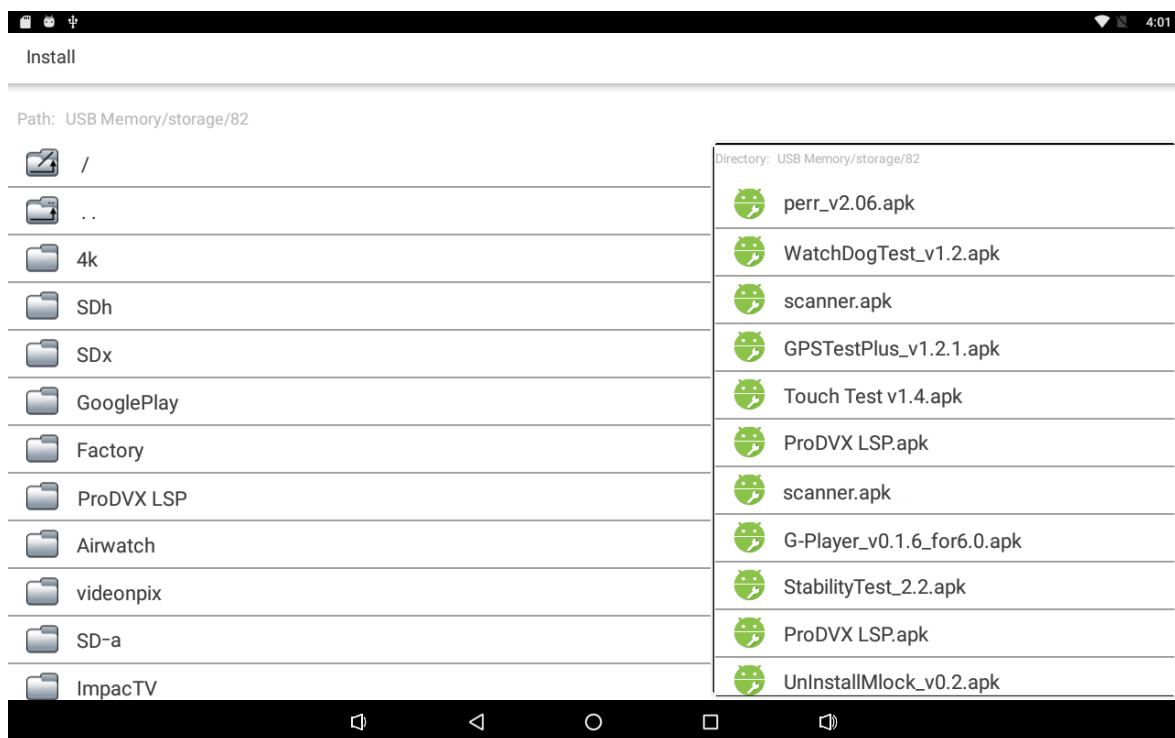 4:01
Install
Path: USB Memory/storage/82
/
. .
4k
SDh
SDx
GooglePlay
Factory
ProDVX LSP
Airwatch
videonpix
SD-a
ImpacTV
Directory: USB Memory/storage/82
perr_v2.06.apk
WatchDogTest_v1.2.apk
scanner.apk
GPSTestPlus_v1.2.1.apk
Touch Test v1.4.apk
ProDVX LSP.apk
scanner.apk
G-Player_v0.1.6_for6.0.apk
StabilityTest_2.2.apk
ProDVX LSP.apk
UnInstallMlock_v0.2.apk